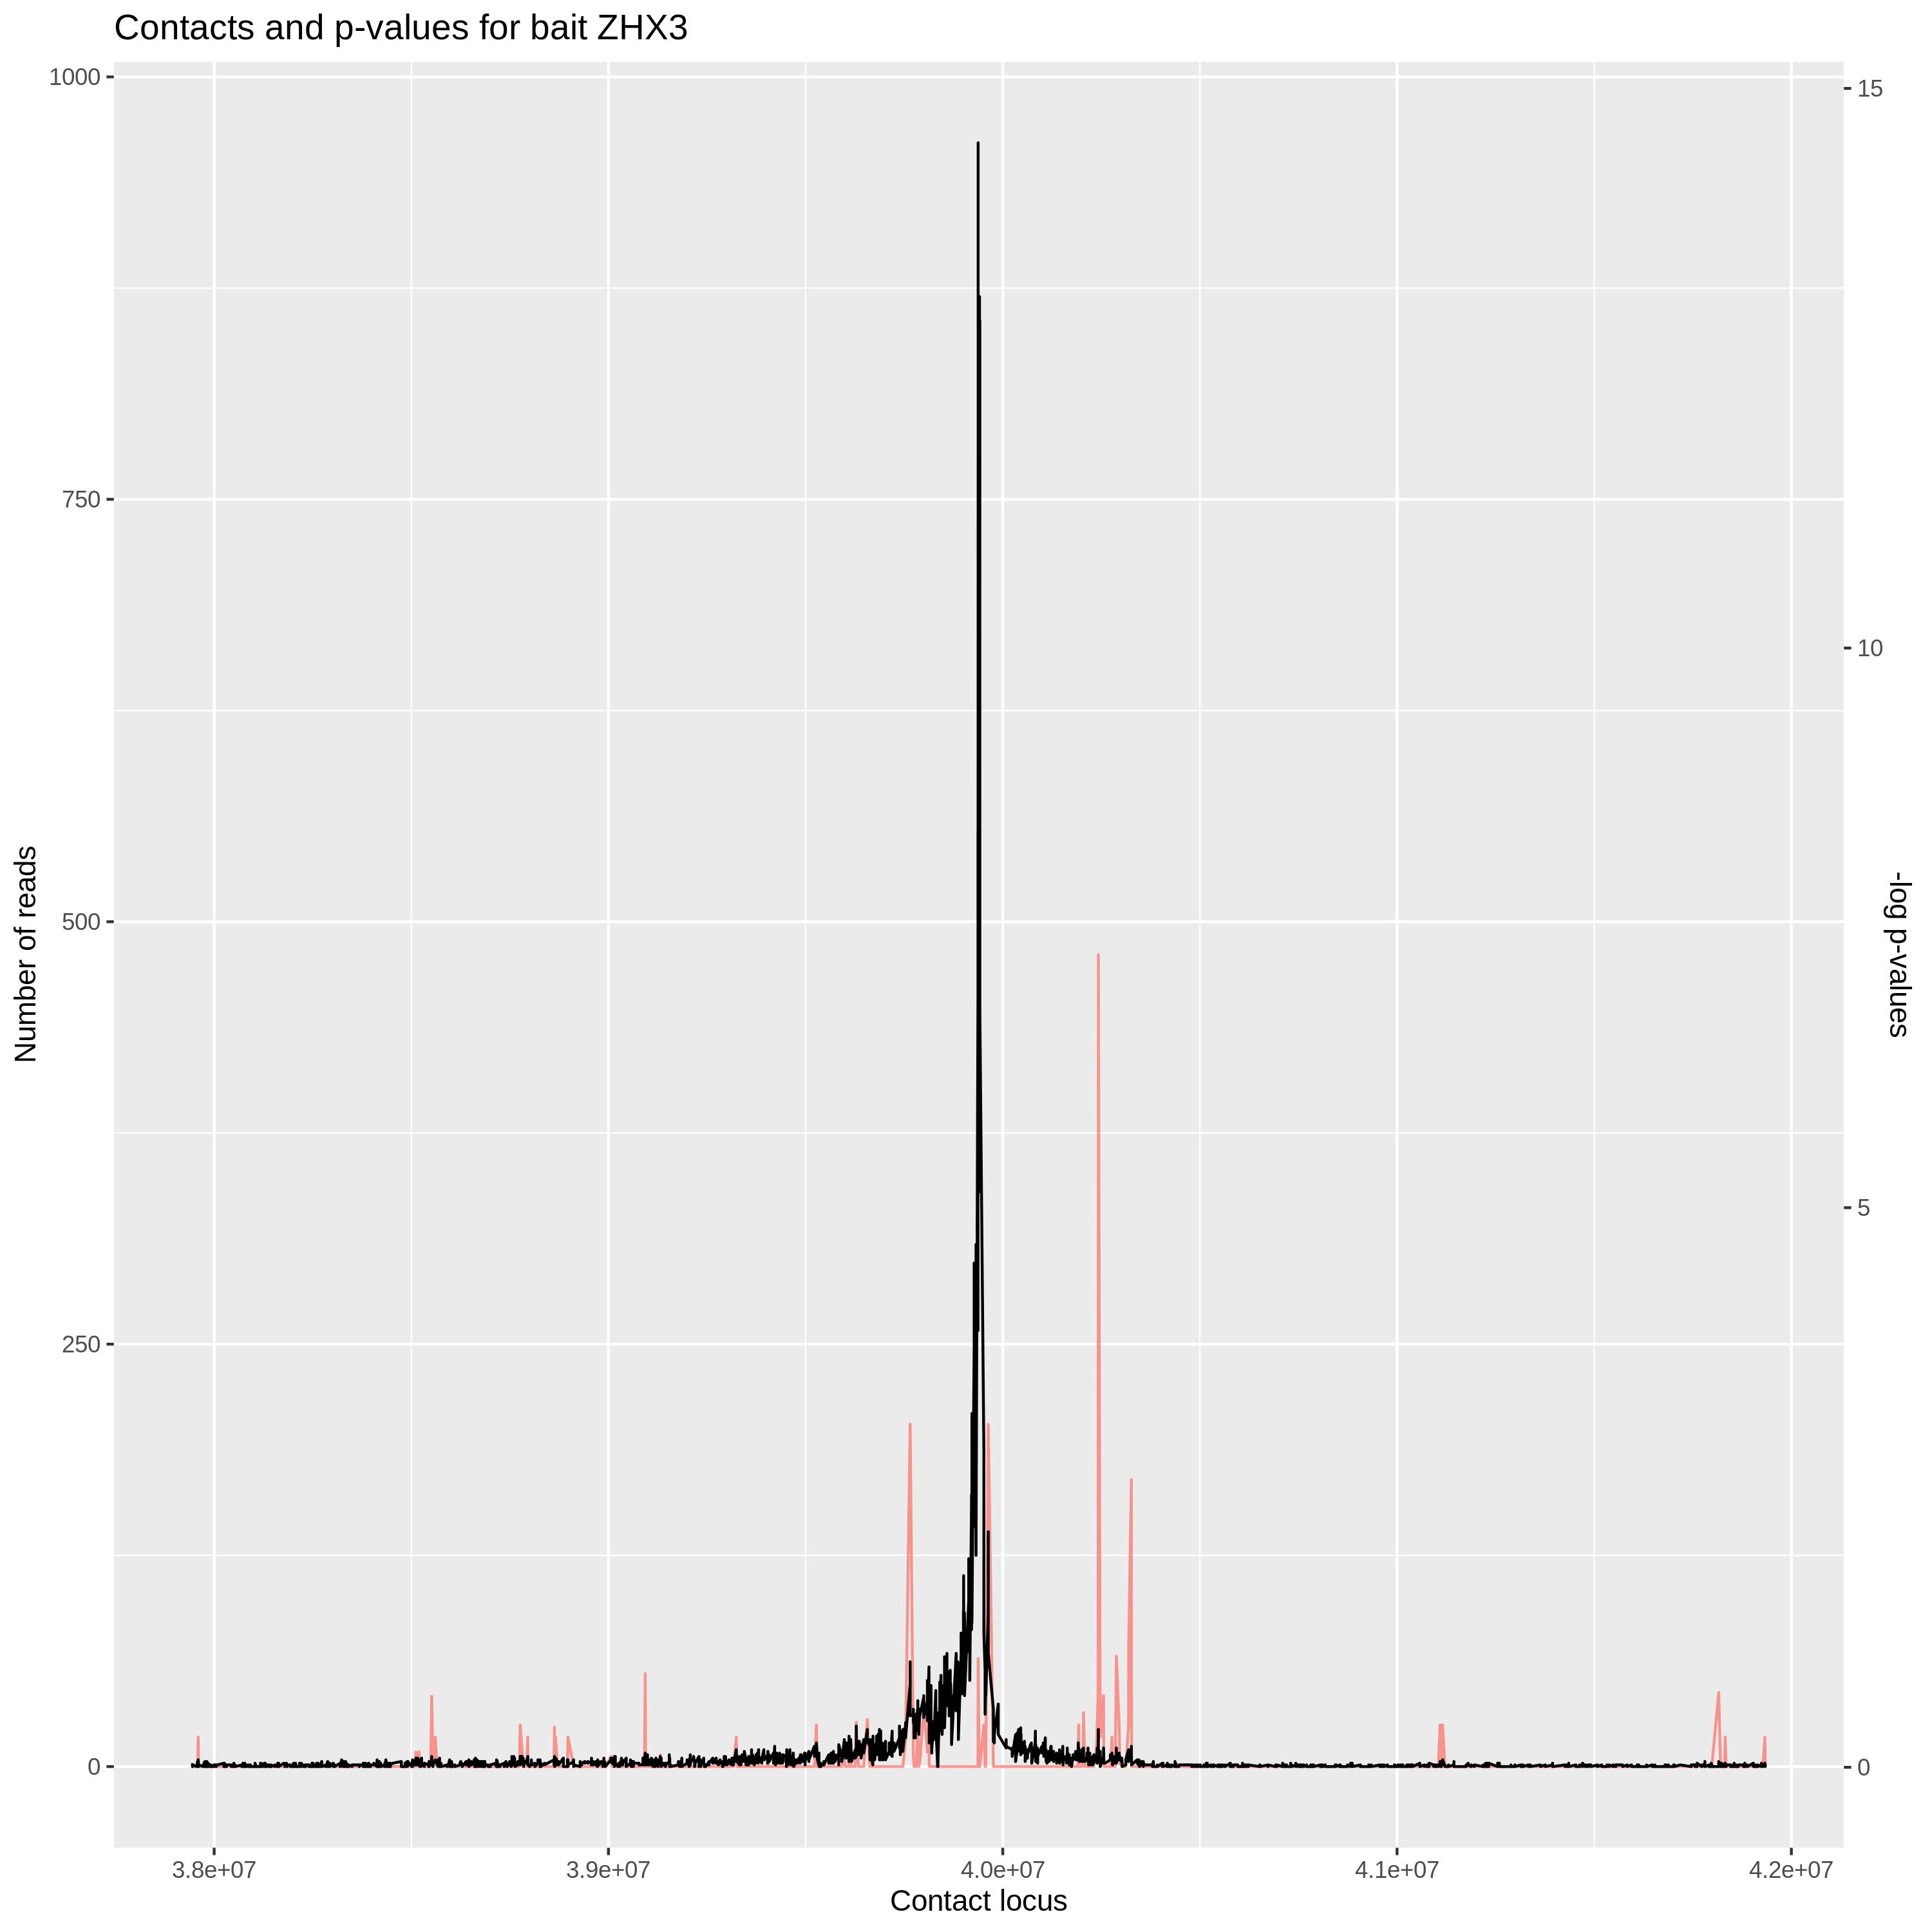 Contacts and p-values for bait ZHX3
1000
750
500
250
0
15
10
5
0
Number of reads
-log p-values
3.8e+07 3.9e+07 4.0e+07 4.1e+07 4.2e+07
Contact locus